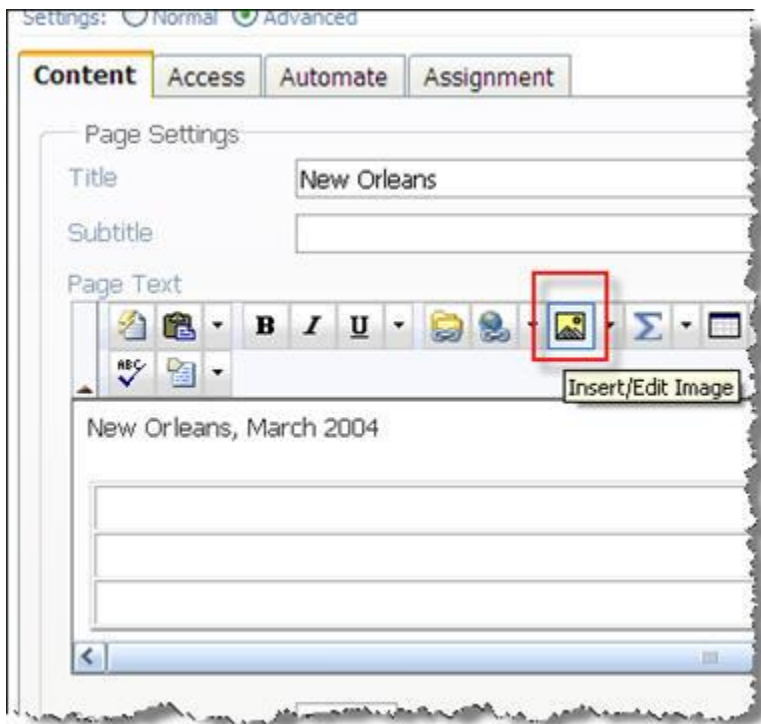 Settings: Normal Advanced
Content Access Automate Assignment
Page Settings
Title New Orleans
Subtitle
Page Text
B I U Σ
ABC
Insert/Edit Image
New Orleans, March 2004